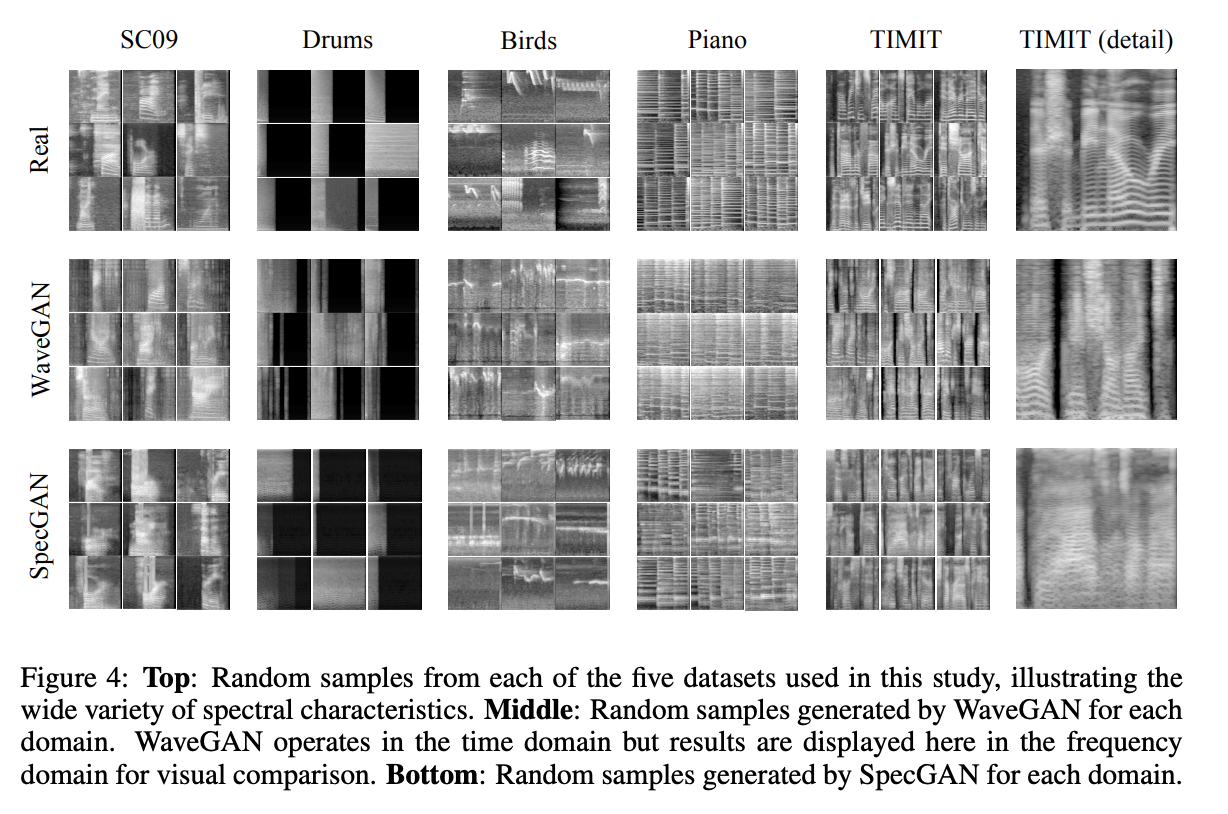 SC09 Drums Birds Piano TIMIT TIMIT (detail)
Real
WaveGAN
SpecGAN
Figure 4: Top: Random samples from each of the five datasets used in this study, illustrating the
wide variety of spectral characteristics. Middle: Random samples generated by WaveGAN for each
domain. WaveGAN operates in the time domain but results are displayed here in the frequency
domain for visual comparison. Bottom: Random samples generated by SpecGAN for each domain.